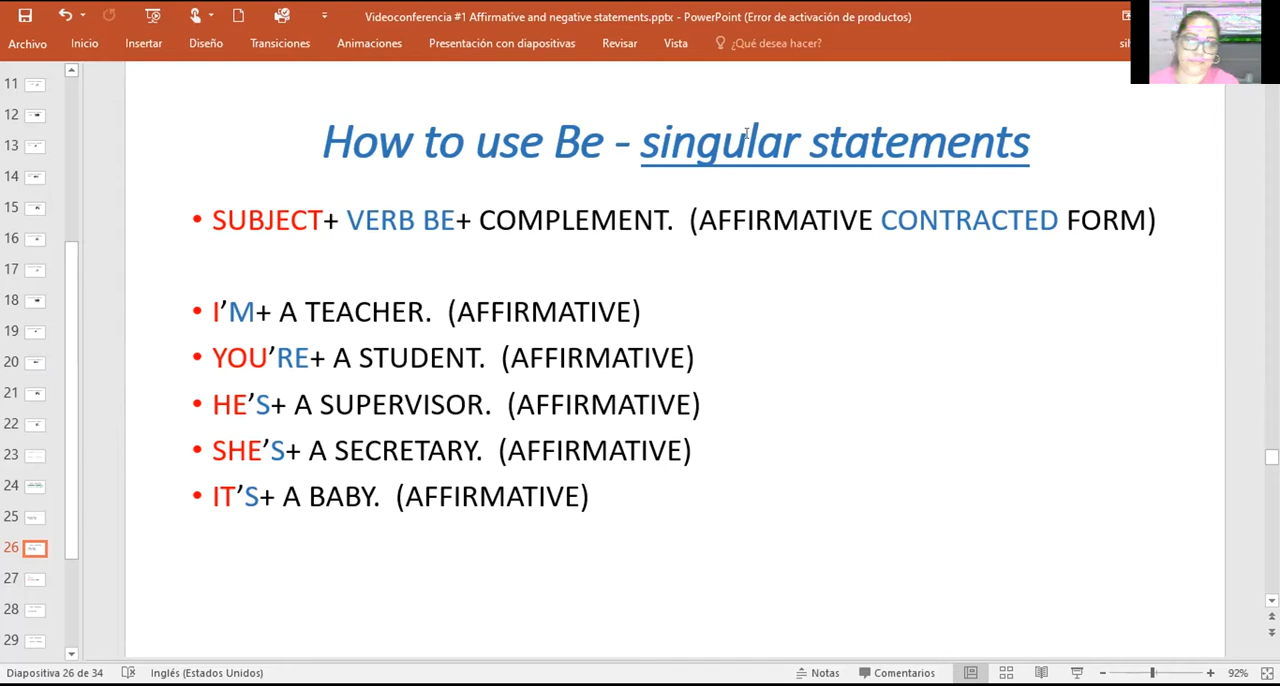 Videoconferencia #1 Affirmative and negative statements.pptx - PowerPoint (Error de activación de productos)
Archivo Inicio Insertar Diseño Transiciones Animaciones Presentación con diapositivas Revisar Vista ¿Qué desea hacer?
11
12
13
14
15
16
17
18
19
20
21
22
23
24
25
26
27
28
29
How to use Be - singular statements
• SUBJECT+ VERB BE+ COMPLEMENT. (AFFIRMATIVE CONTRACTED FORM)
• I’M+ A TEACHER. (AFFIRMATIVE)
• YOU’RE+ A STUDENT. (AFFIRMATIVE)
• HE’S+ A SUPERVISOR. (AFFIRMATIVE)
• SHE’S+ A SECRETARY. (AFFIRMATIVE)
• IT’S+ A BABY. (AFFIRMATIVE)
Diapositiva 26 de 34 Inglés (Estados Unidos) Notas Comentarios 92%